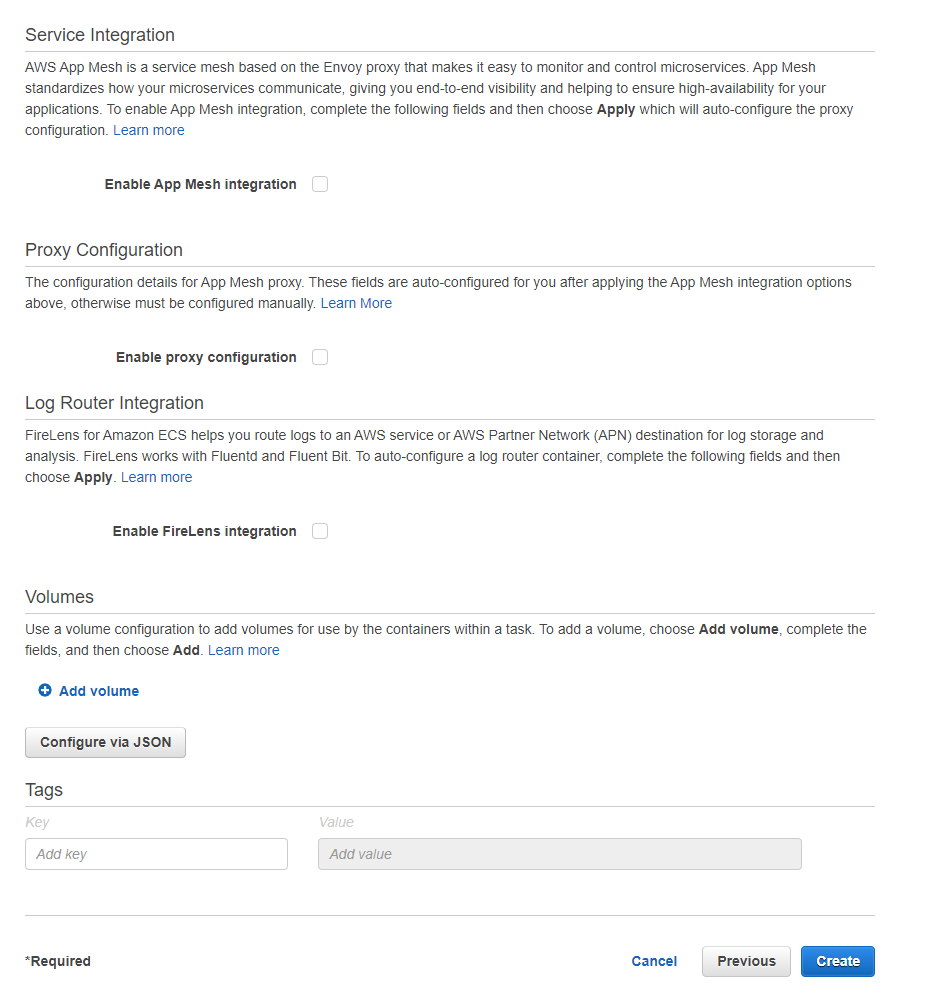 Service Integration
AWS App Mesh is a service mesh based on the Envoy proxy that makes it easy to monitor and control microservices. App Mesh
standardizes how your microservices communicate, giving you end-to-end visibility and helping to ensure high-availability for your
applications. To enable App Mesh integration, complete the following fields and then choose Apply which will auto-configure the proxy
configuration. Learn more
Enable App Mesh integration
Proxy Configuration
The configuration details for App Mesh proxy. These fields are auto-configured for you after applying the App Mesh integration options
above, otherwise must be configured manually. Learn More
Enable proxy configuration
Log Router Integration
FireLens for Amazon ECS helps you route logs to an AWS service or AWS Partner Network (APN) destination for log storage and
analysis. FireLens works with Fluentd and Fluent Bit. To auto-configure a log router container, complete the following fields and then
choose Apply. Learn more
Enable FireLens integration
Volumes
Use a volume configuration to add volumes for use by the containers within a task. To add a volume, choose Add volume, complete the
fields, and then choose Add. Learn more
Add volume
Configure via JSON
Tags
Key Value
Add key Add value
*Required Cancel Previous Create